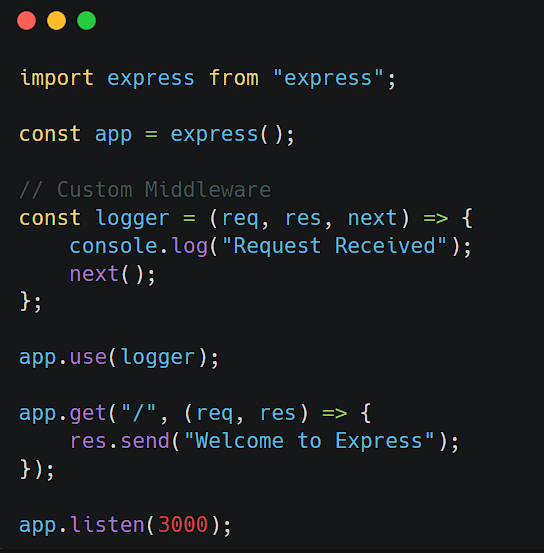 import express from "express";

const app = express();

// Custom Middleware
const logger = (req, res, next) => {
    console.log("Request Received");
    next();
};

app.use(logger);

app.get("/", (req, res) => {
    res.send("Welcome to Express");
});

app.listen(3000);